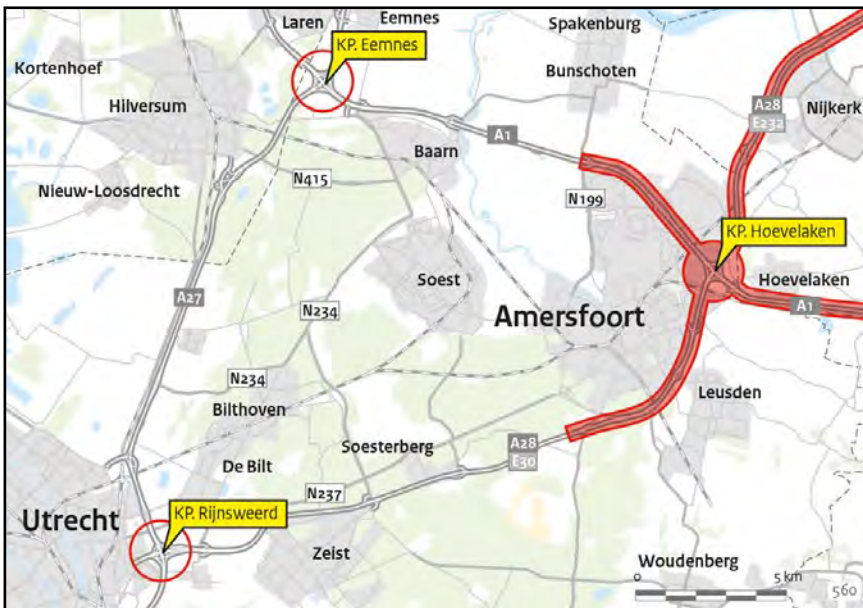 Laren
Eemnes
Spakenburg
KP. Eemnes
Kortenhoef
Bunschoten
Hilversum
A28
E232
Nijkerk
A1
Baarn
N415
Nieuw-Loosdrecht
N199
KP. Hoevelaken
Soest
Hoevelaken
A27
A1
N234
Amersfoort
N234
Leusden
Bilthoven
Soesterberg
A28
E30
De Bilt
N237
Utrecht
KP. Rijnsweerd
Zeist
Woudenberg
0
5 km
560